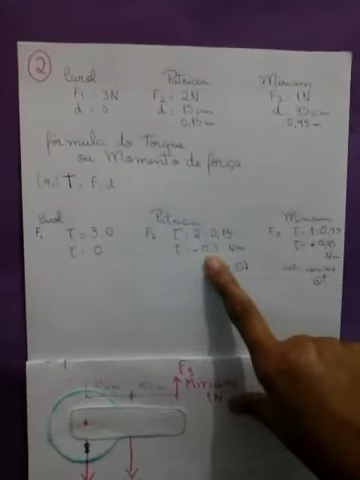 2
Carol Patricia Miriam
F1 = 3N F2 = 2N F3 = 1N
d = 0 d = 15cm d = 45cm
0,15m 0,45m
fórmula do Torque
ou Momento de força
T = F.d
Carol Patricia Miriam
F1 T = 3.0 F2 T = 2.0,15 F3 T = 1.0,45
T = 0 T = -0,3 Nm T = +0,45
Nm
F3
Miriam
1N